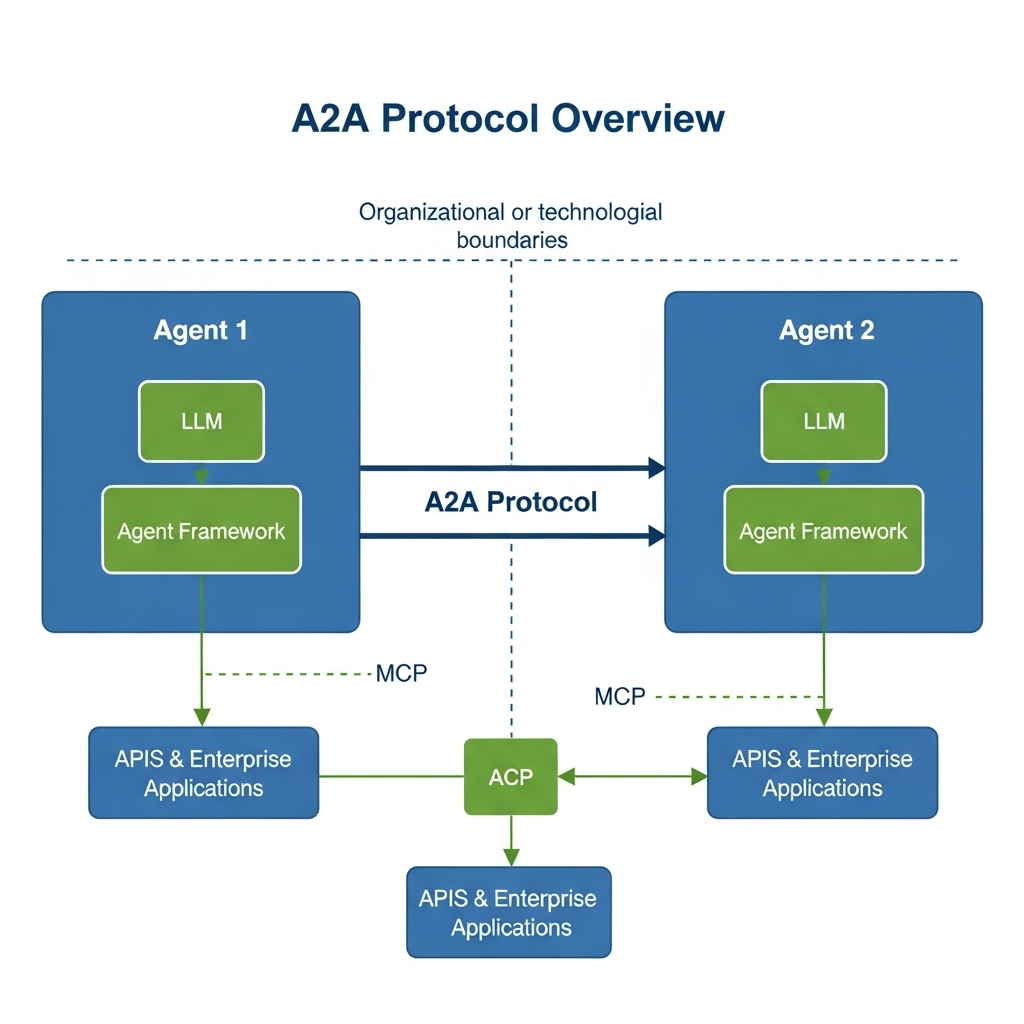 A2A Protocol Overview
Organizational or technologial
boundaries
Agent 1
Agent 2
LLM
LLM
Agent Framework
A2A Protocol
Agent Framework
MCP
MCP
APIS & Enterprise
Applications
ACP
APIS & Entrerprise
Applications
APIS & Enterprise
Applications